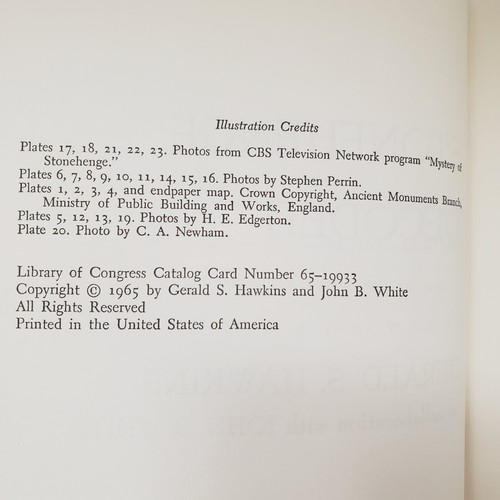 Illustration Credits
Plates 17, 18, 21, 22, 23. Photos from CBS Television Network program "Mystery of
Stonehenge."
Plates 6, 7, 8, 9, 10, 11, 14, 15, 16. Photos by Stephen Perrin.
Plates 1, 2, 3, 4, and endpaper map. Crown Copyright, Ancient Monuments Branch,
Ministry of Public Building and Works, England.
Plates 5, 12, 13, 19. Photos by H. E. Edgerton.
Plate 20. Photo by C. A. Newham.
Library of Congress Catalog Card Number 65-19933
Copyright © 1965 by Gerald S. Hawkins and John B. White
All Rights Reserved
Printed in the United States of America